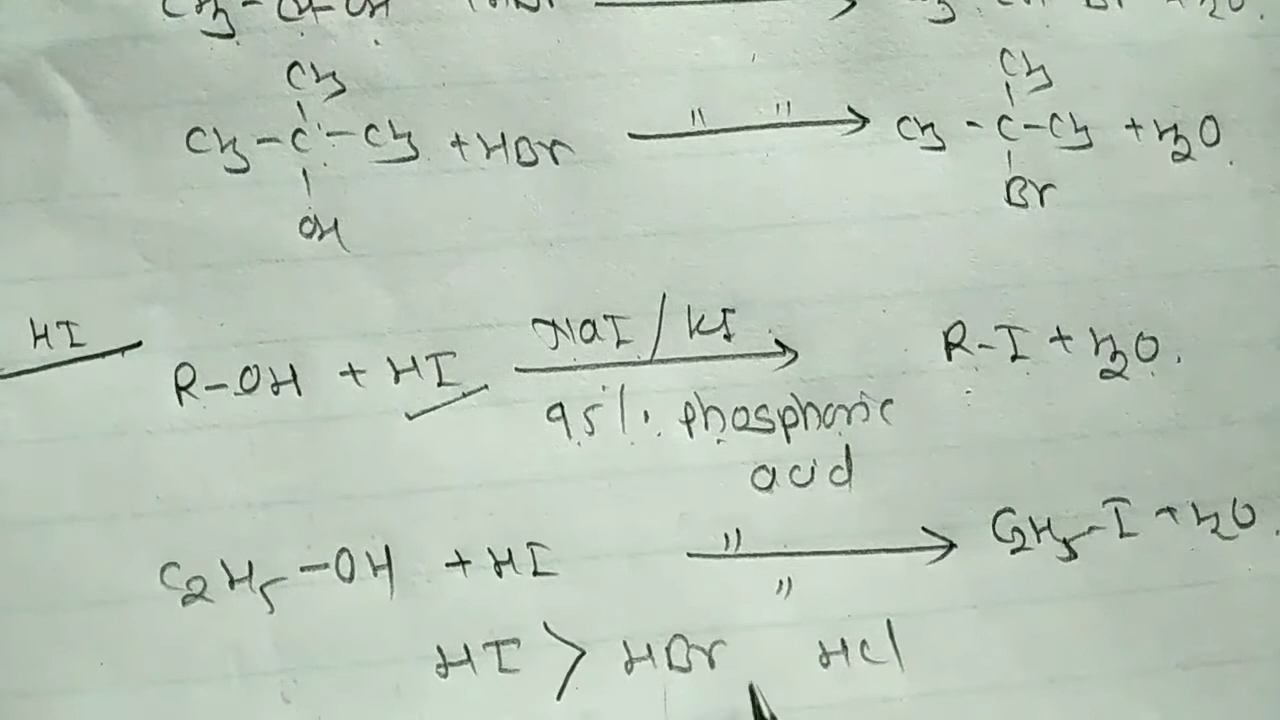 CH3
CH3-C-CH3 + HBr —"—"→ CH3-C-CH3 + H2O.
OH
Br
HI
R-OH + HI NaI / KI → R-I + H2O.
95% phosphoric
acid
C2H5-OH + HI "→ C2H5-I + H2O.
"
HI > HBr HCl